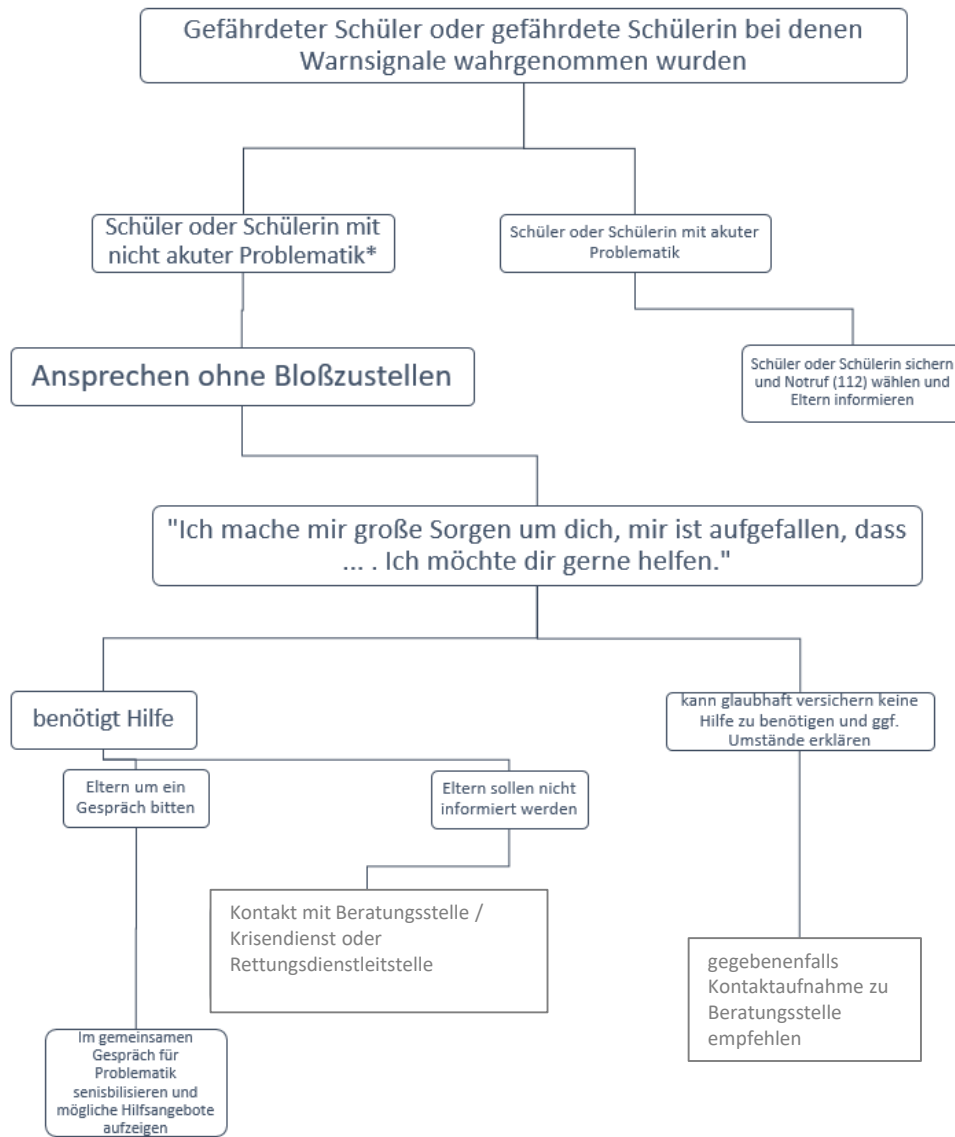 Gefährdeter Schüler oder gefährdete Schülerin bei denen
Warnsignale wahrgenommen wurden
Schüler oder Schülerin mit
nicht akuter Problematik*
Schüler oder Schülerin mit akuter
Problematik
Ansprechen ohne Bloßzustellen
Schüler oder Schülerin sichern
und Notruf (112) wählen und
Eltern informieren
"Ich mache mir große Sorgen um dich, mir ist aufgefallen, dass
... . Ich möchte dir gerne helfen."
benötigt Hilfe
kann glaubhaft versichern keine
Hilfe zu benötigen und ggf.
Umstände erklären
Eltern um ein
Gespräch bitten
Eltern sollen nicht
informiert werden
Kontakt mit Beratungsstelle /
Krisendienst oder
Rettungsdienstleitstelle
gegebenenfalls
Kontaktaufnahme zu
Beratungsstelle
empfehlen
Im gemeinsamen
Gespräch für
Problematik
senisbilisieren und
mögliche Hilfsangebote
aufzeigen